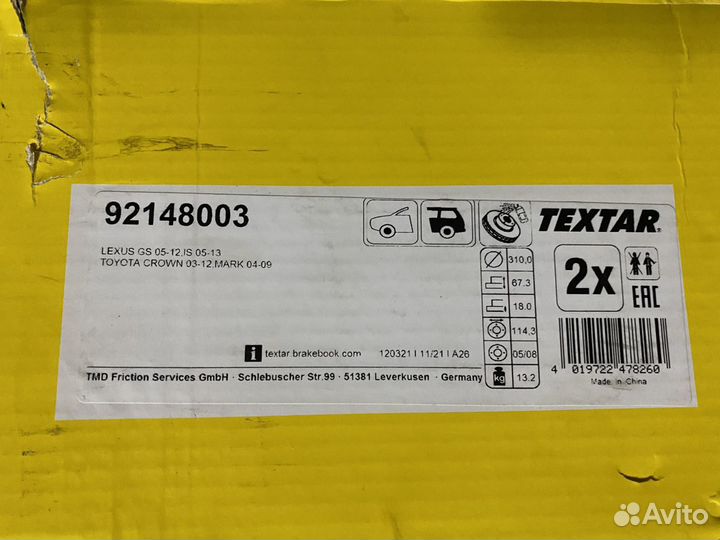 92148003
TEXTAR®
LEXUS GS 05-12,IS 05-13
TOYOTA CROWN 03-12,MARK 04-09
310,0
67.3
18.0
114,3
05/08
kg 13.2
2x
EAC
i textar.brakebook.com 120321 I 11/21 I A26
TMD Friction Services GmbH · Schlebuscher Str.99 · 51381 Leverkusen · Germany
4 019722 478260
Made in China
Avito